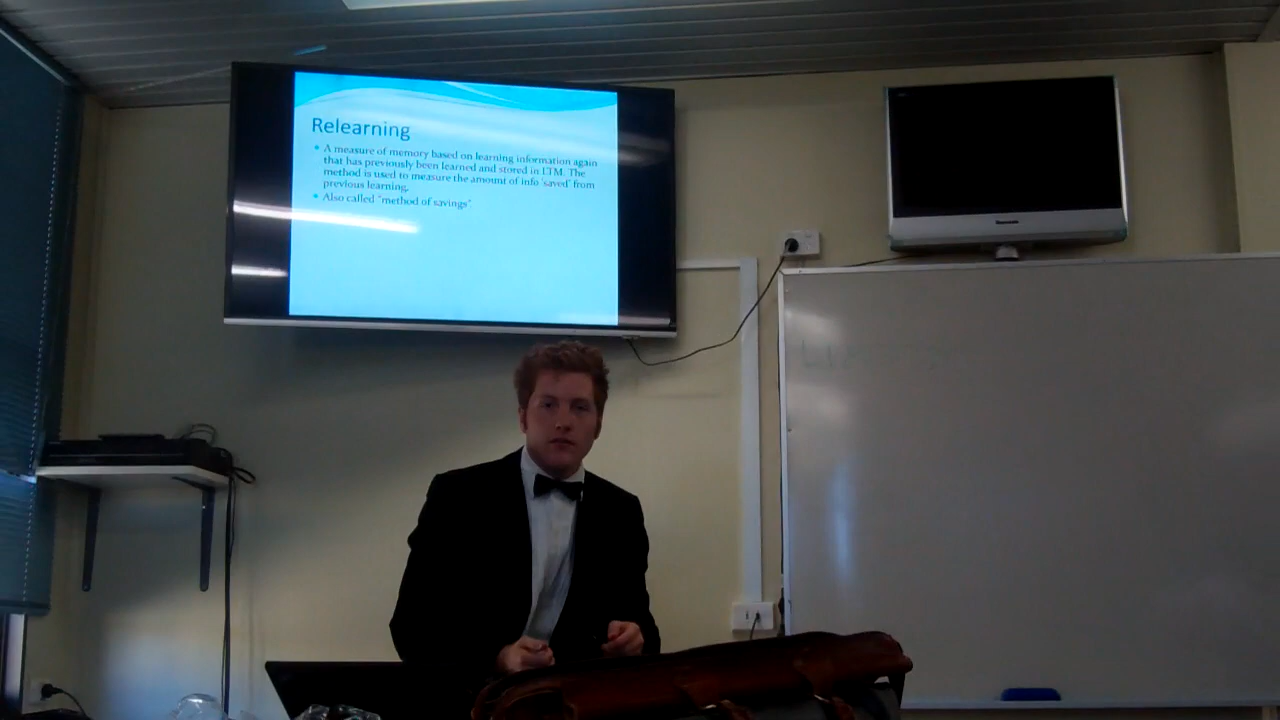 Relearning
• A measure of memory based on learning information again
that has previously been learned and stored in LTM. The
method is used to measure the amount of info 'saved' from
previous learning.
• Also called "method of savings"
Panasonic